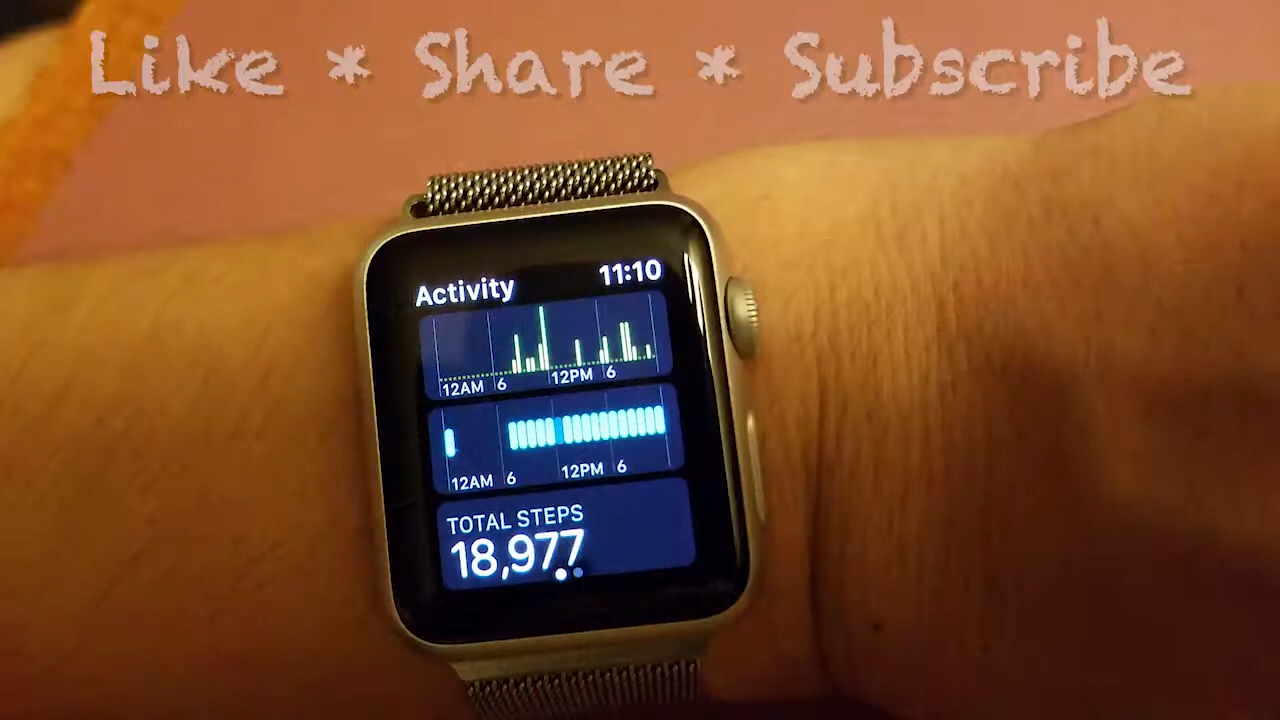 Like * Share * Subscribe
Activity 11:10
12AM 6 12PM 6
12AM 6 12PM 6
TOTAL STEPS
18,977